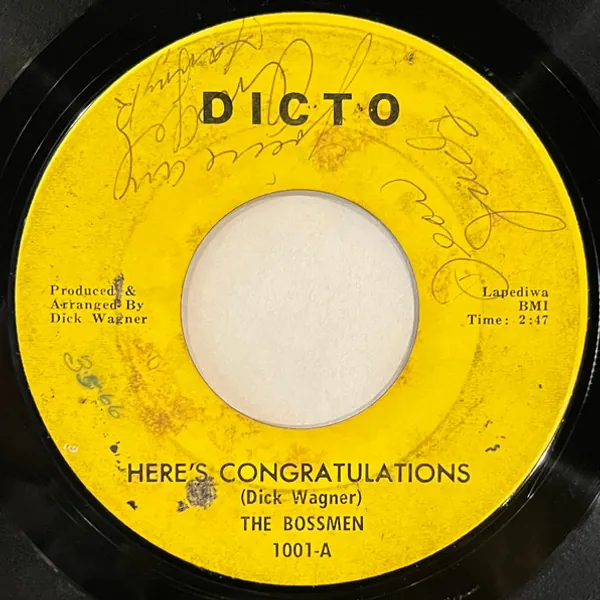 DICTO
Produced &
Arranged By
Dick Wagner
Lapediwa
BMI
Time: 2:47
HERE'S CONGRATULATIONS
(Dick Wagner)
THE BOSSMEN
1001-A